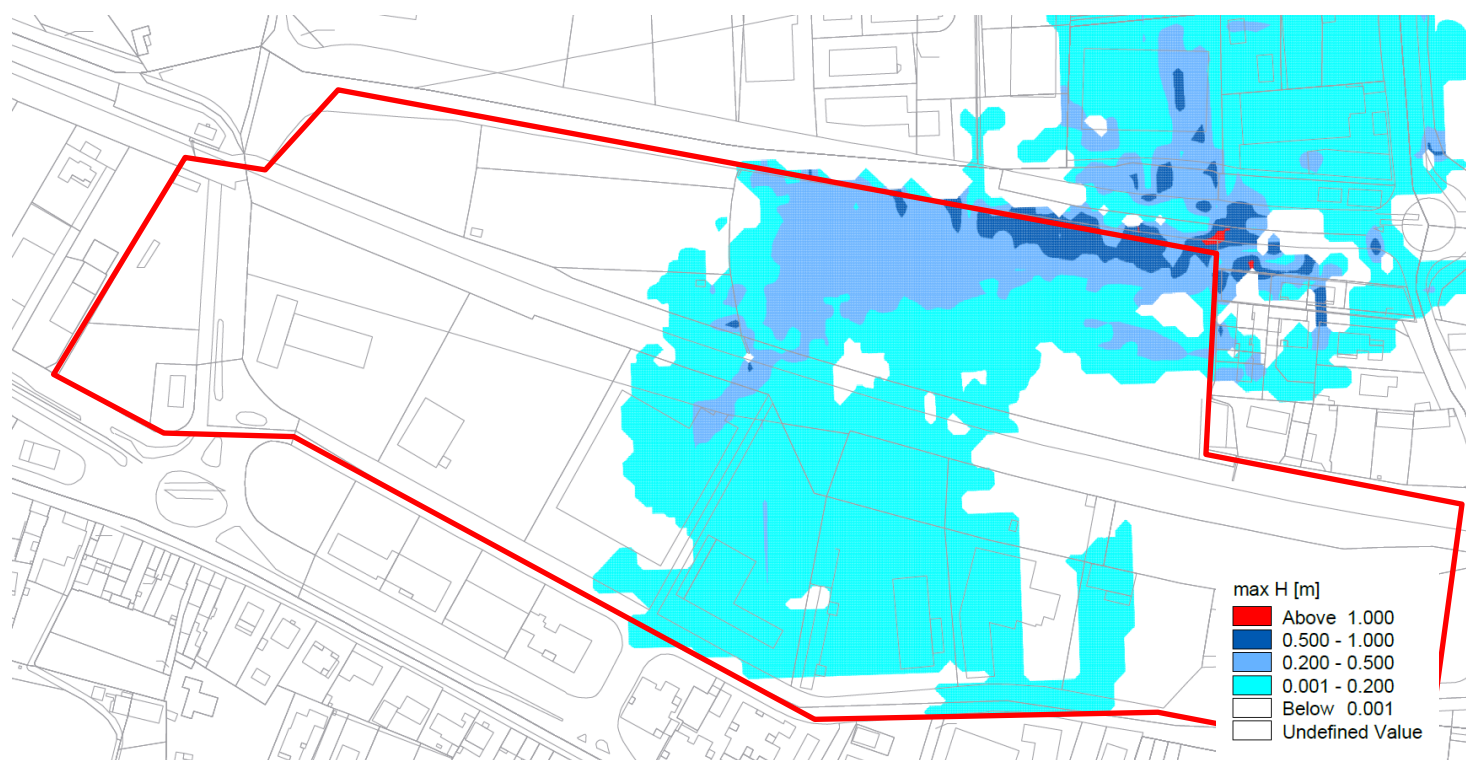 max H [m]
Above 1.000
0.500 - 1.000
0.200 - 0.500
0.001 - 0.200
Below 0.001
Undefined Value